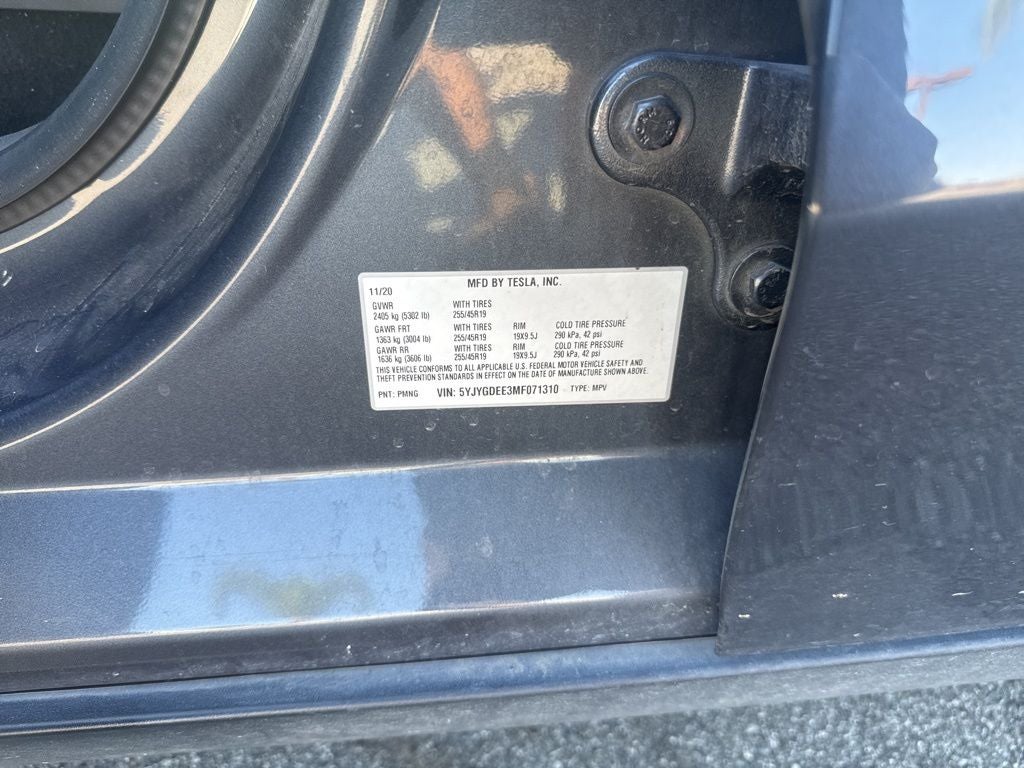 11/20 MFD BY TESLA, INC.
GVWR WITH TIRES
2405 kg (5302 lb) 255/45R19
GAWR FRT WITH TIRES RIM COLD TIRE PRESSURE
1363 kg (3004 lb) 255/45R19 19X9.5J 290 kPa, 42 psi
GAWR RR WITH TIRES RIM COLD TIRE PRESSURE
1636 kg (3606 lb) 255/45R19 19X9.5J 290 kPa, 42 psi
THIS VEHICLE CONFORMS TO ALL APPLICABLE U.S. FEDERAL MOTOR VEHICLE SAFETY AND
THEFT PREVENTION STANDARDS IN EFFECT ON THE DATE OF MANUFACTURE SHOWN ABOVE.
PNT: PMNG VIN: 5YJYGDEE3MF071310 TYPE: MPV